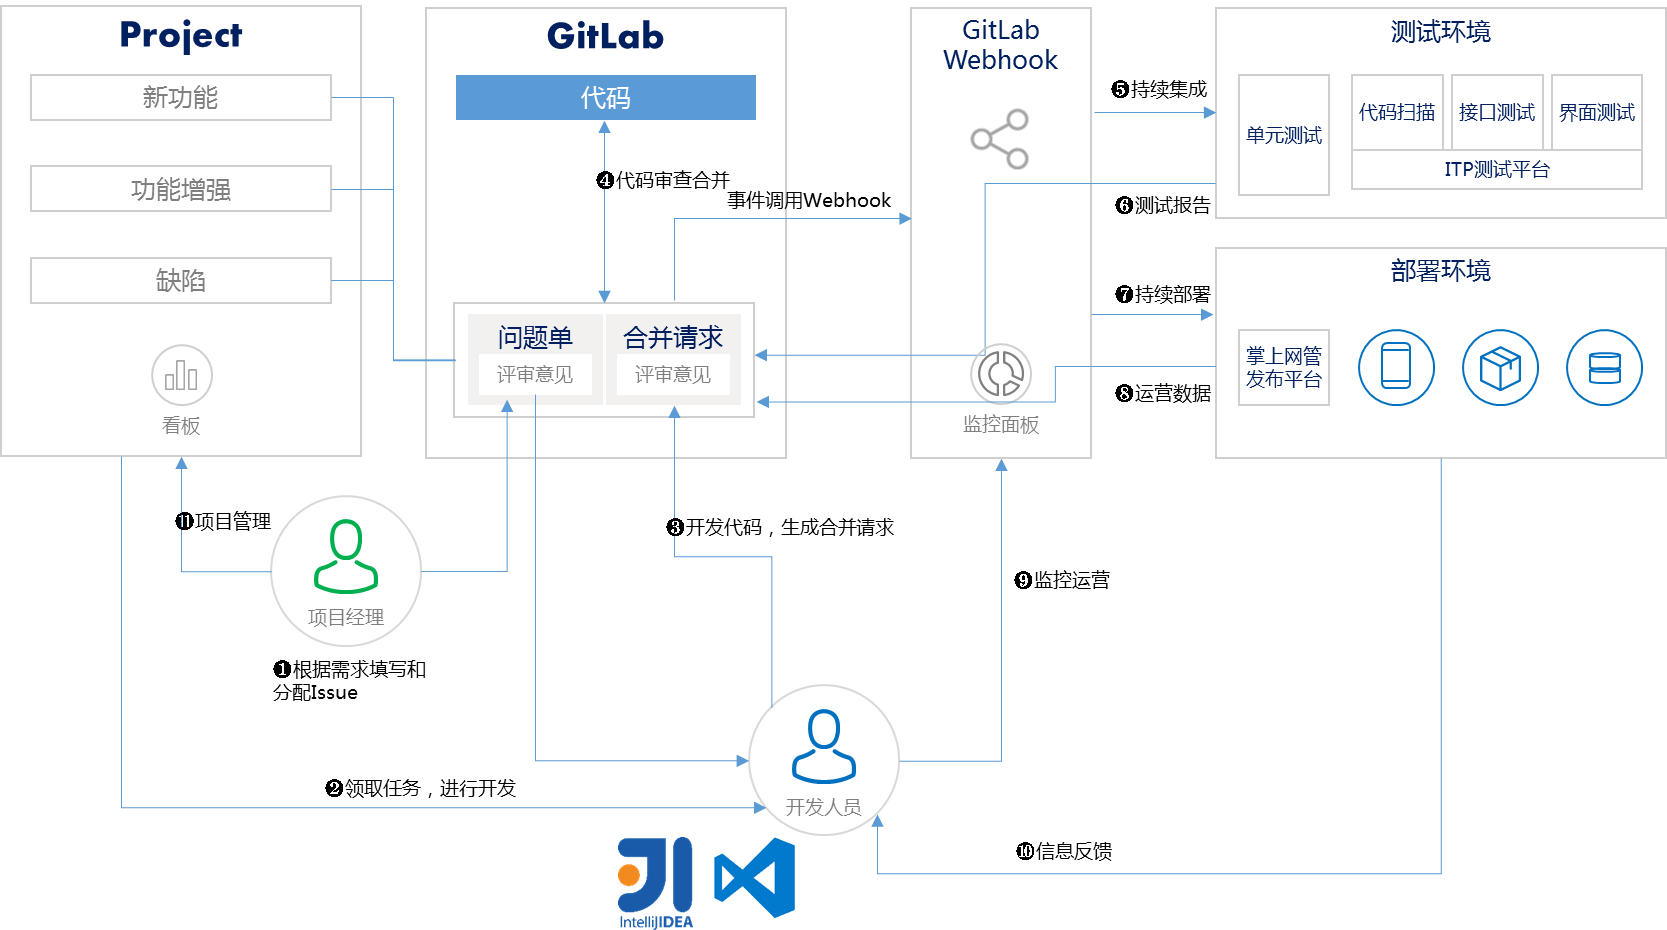 Project
新功能
功能增强
缺陷
看板
GitLab
代码
❹代码审查合并
事件调用Webhook
问题单
评审意见
合并请求
评审意见
GitLab
Webhook
监控面板
❺持续集成
❻测试报告
❼持续部署
❽运营数据
测试环境
单元测试
代码扫描
接口测试
界面测试
ITP测试平台
部署环境
掌上网管
发布平台
⓫项目管理
项目经理
❶根据需求填写和
分配Issue
❷领取任务，进行开发
❸开发代码，生成合并请求
❾监控运营
开发人员
❿信息反馈
IntelliJIDEA